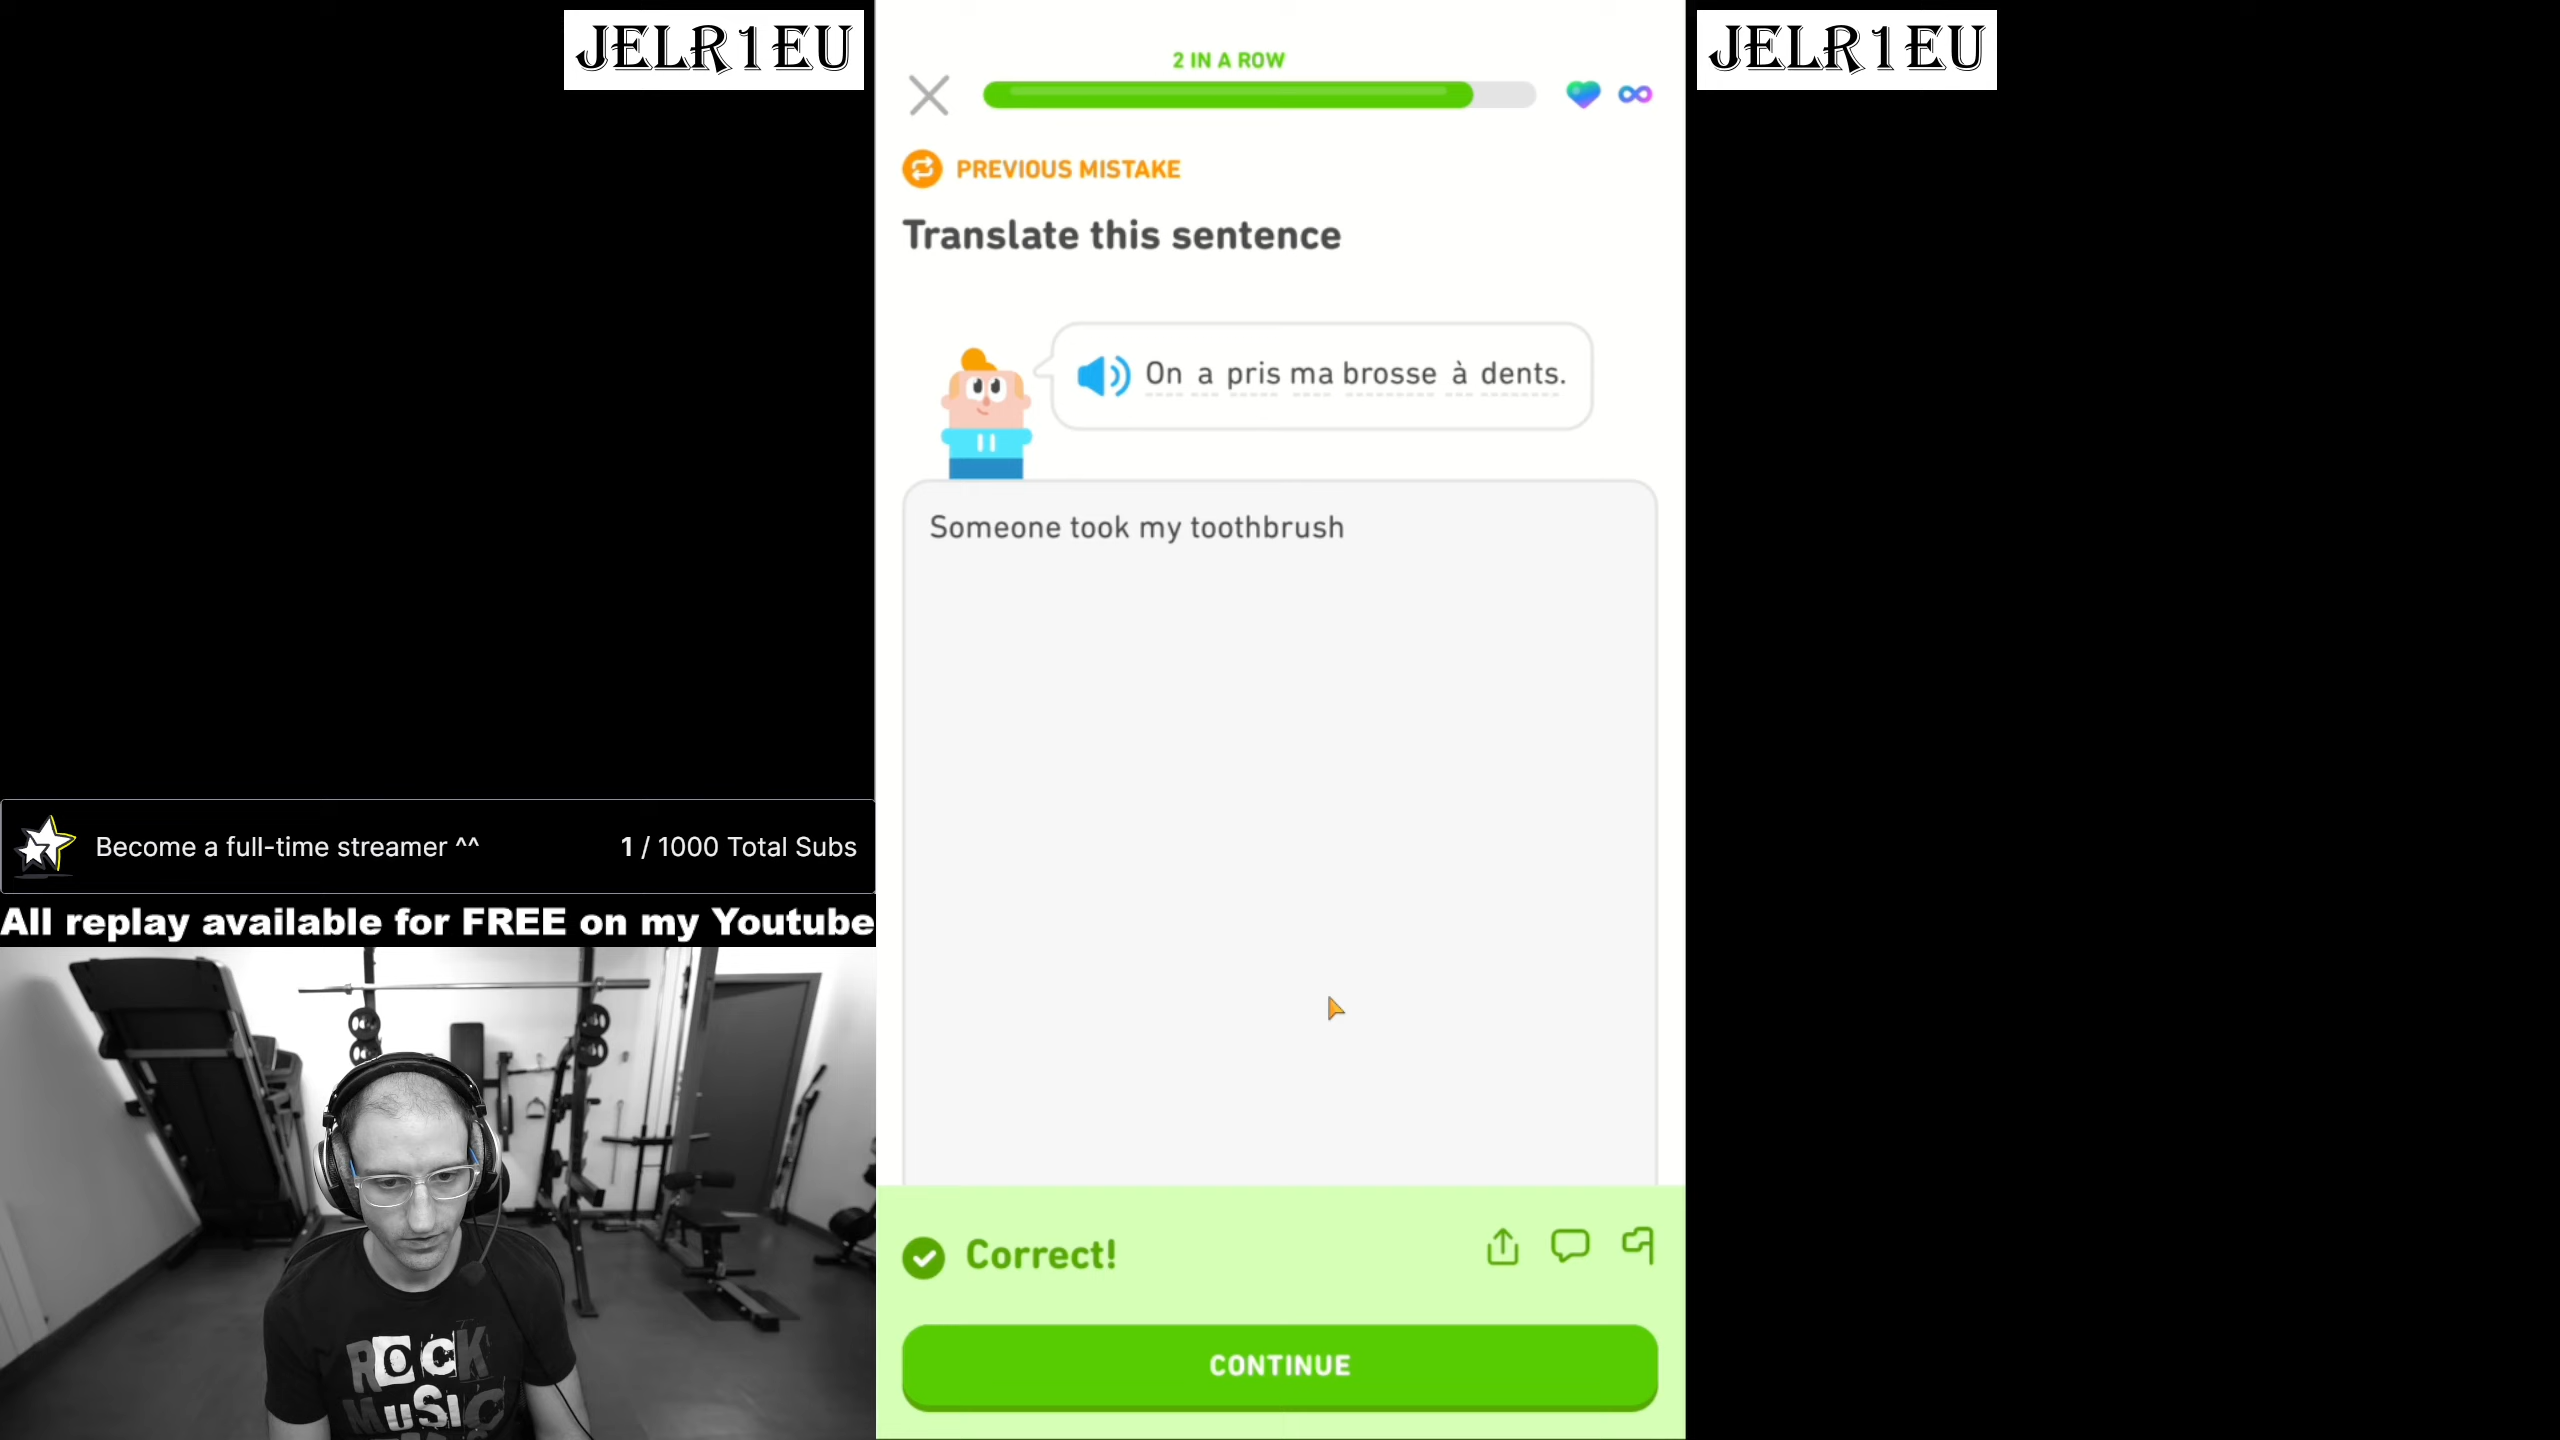 JELR1EU
JELR1EU
2 IN A ROW
PREVIOUS MISTAKE
Translate this sentence
On a pris ma brosse à dents.
Someone took my toothbrush
Become a full-time streamer ^^ 1 / 1000 Total Subs
All replay available for FREE on my Youtube
ROCK
MUSIC
Correct!
CONTINUE